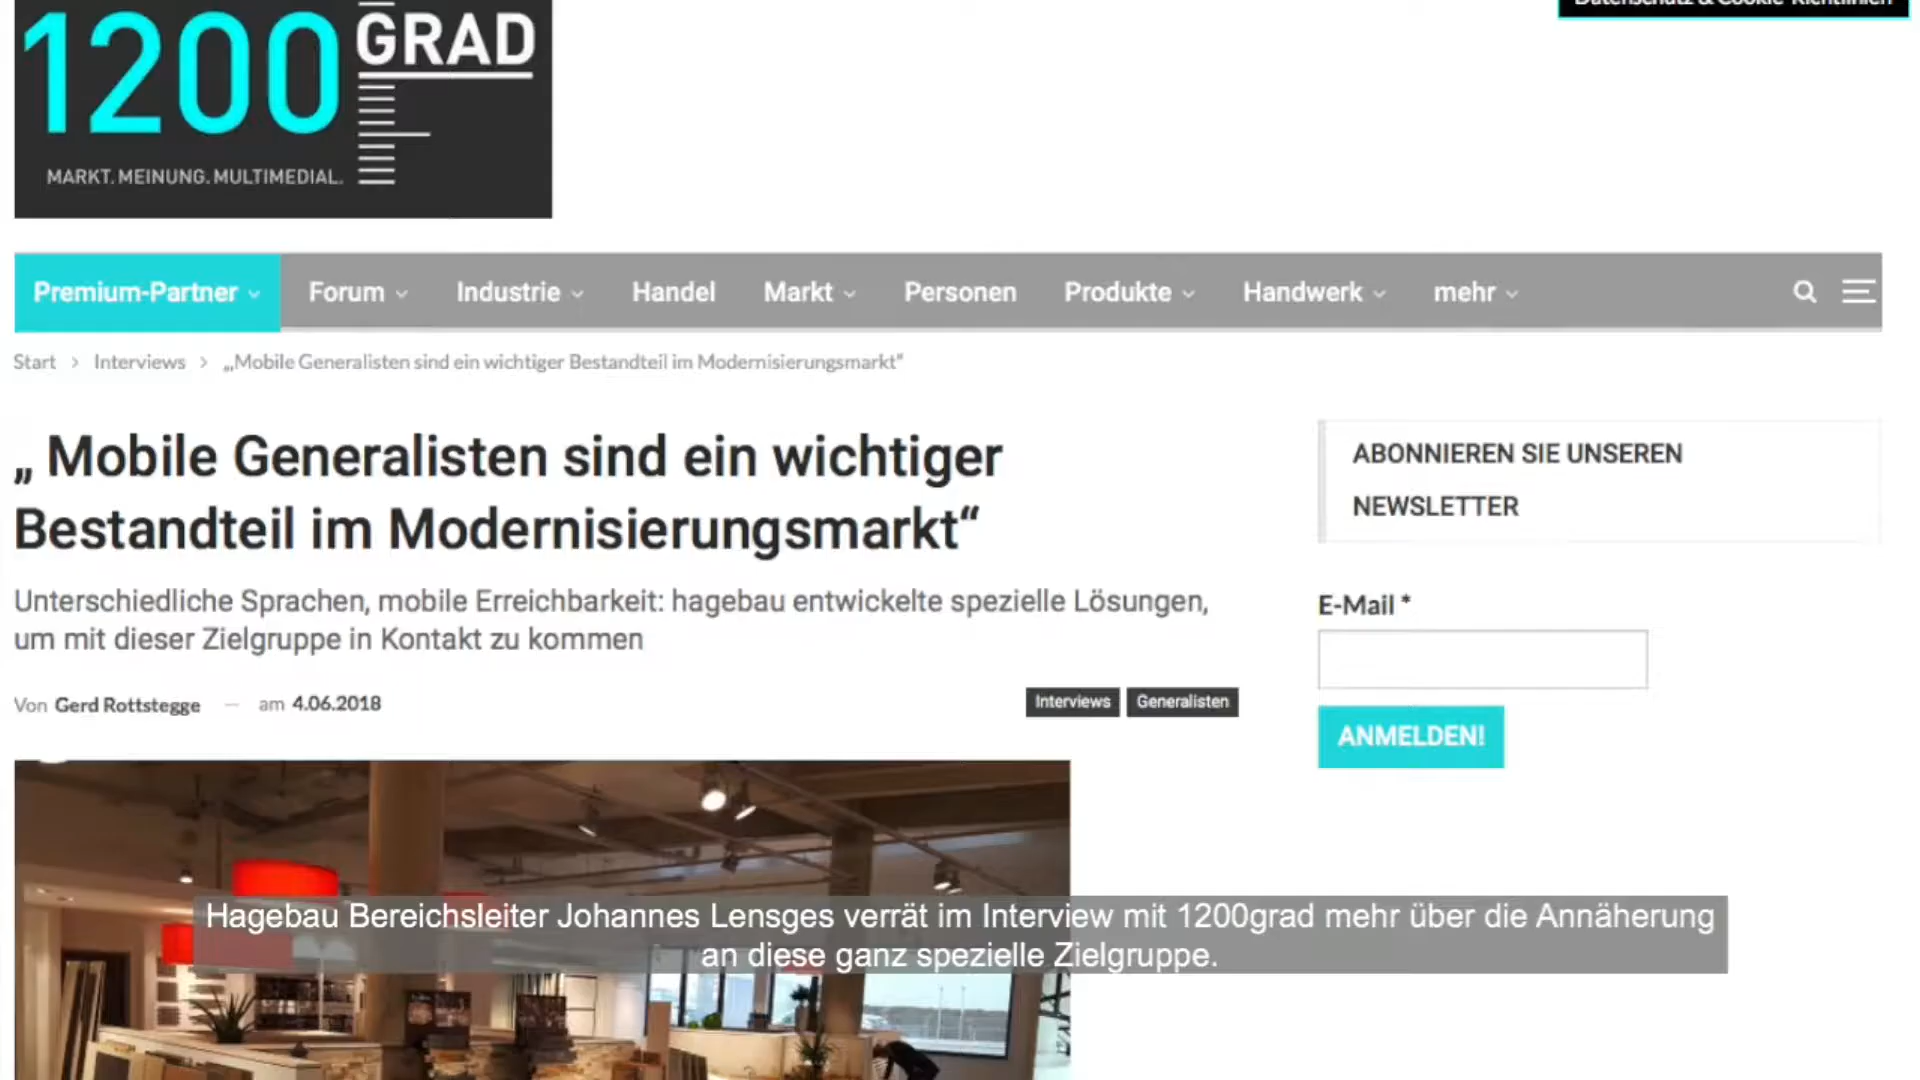 Datenschutz & Cookie-Richtlinien
1200 GRAD
MARKT. MEINUNG. MULTIMEDIAL.
Premium-Partner Forum Industrie Handel Markt Personen Produkte Handwerk mehr
Start > Interviews > „„Mobile Generalisten sind ein wichtiger Bestandteil im Modernisierungsmarkt“
„ Mobile Generalisten sind ein wichtiger
Bestandteil im Modernisierungsmarkt“
Unterschiedliche Sprachen, mobile Erreichbarkeit: hagebau entwickelte spezielle Lösungen,
um mit dieser Zielgruppe in Kontakt zu kommen
Von Gerd Rottstegge — am 4.06.2018
Interviews Generalisten
ABONNIEREN SIE UNSEREN
NEWSLETTER
E-Mail *
ANMELDEN!
Hagebau Bereichsleiter Johannes Lensges verrät im Interview mit 1200grad mehr über die Annäherung
an diese ganz spezielle Zielgruppe.